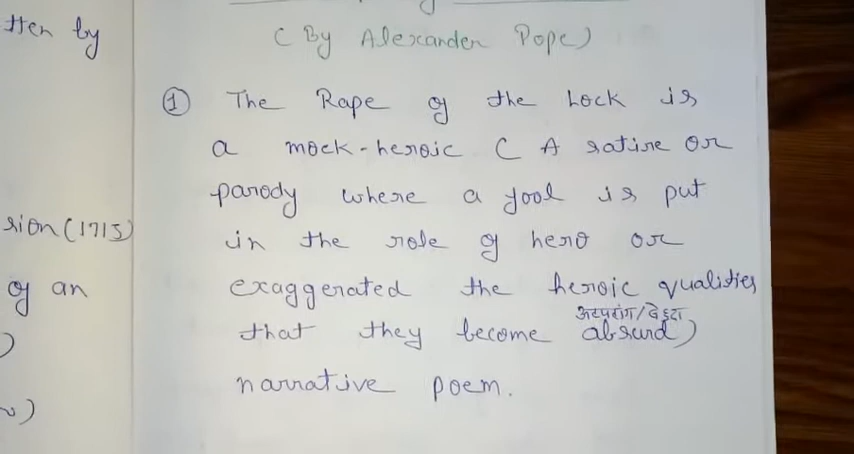 tten by
sion (1715)
of an
)
)
( By Alexander Pope)
① The Rape of the Lock is
a mock-heroic ( A satire or
parody where a fool is put
in the role of hero or
exaggerated the heroic qualities
अटपटांग/बेहूदा
that they become absurd)
narrative poem.